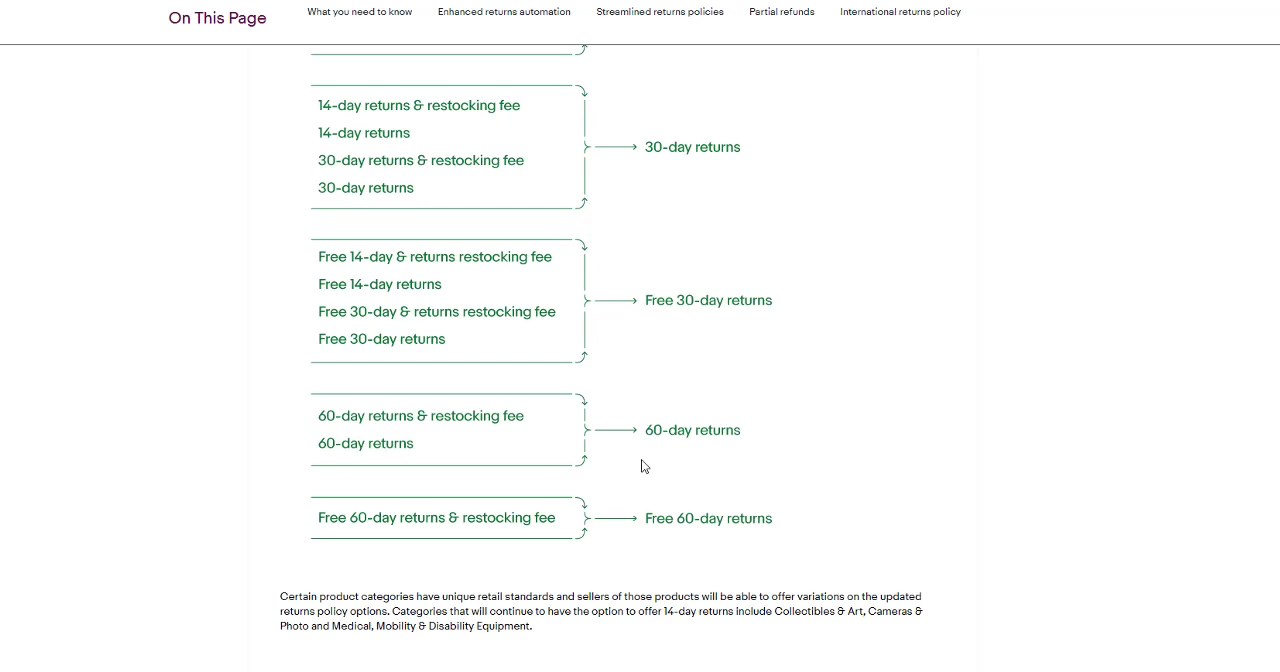 On This Page
What you need to know
Enhanced returns automation
Streamlined returns policies
Partial refunds
International returns policy
14-day returns & restocking fee
14-day returns
30-day returns & restocking fee
30-day returns
30-day returns
Free 14-day & returns restocking fee
Free 14-day returns
Free 30-day & returns restocking fee
Free 30-day returns
Free 30-day returns
60-day returns & restocking fee
60-day returns
60-day returns
Free 60-day returns & restocking fee
Free 60-day returns
Certain product categories have unique retail standards and sellers of those products will be able to offer variations on the updated
returns policy options. Categories that will continue to have the option to offer 14-day returns include Collectibles & Art, Cameras &
Photo and Medical, Mobility & Disability Equipment.